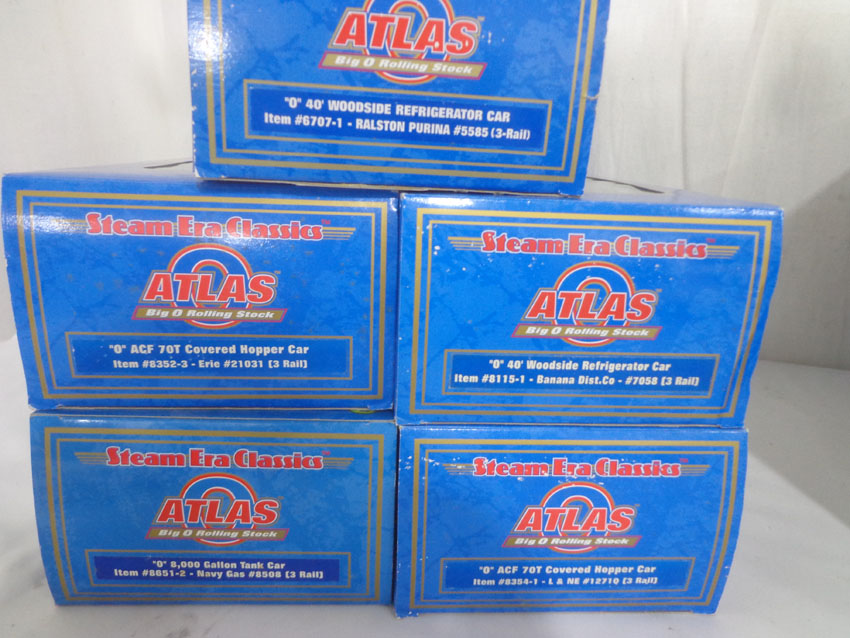 ATLAS
Big O Rolling Stock
"O" 40' WOODSIDE REFRIGERATOR CAR
Item #6707-1 - RALSTON PURINA #5585 (3-Rail)
Steam Era Classics™
ATLAS
Big O Rolling Stock
"O" ACF 70T Covered Hopper Car
Item #8352-3 - Erie #21031 (3 Rail)
Steam Era Classics™
ATLAS
Big O Rolling Stock
"O" 40' Woodside Refrigerator Car
Item #8115-1 - Banana Dist.Co - #7058 (3 Rail)
Steam Era Classics
ATLAS
Big O Rolling Stock
"O" 8,000 Gallon Tank Car
Item #8651-2 - Navy Gas #8508 (3 Rail)
Steam Era Classics™
ATLAS
Big O Rolling Stock
"O" ACF 70T Covered Hopper Car
Item #8354-1 - L & NE #12710 (3 Rail)